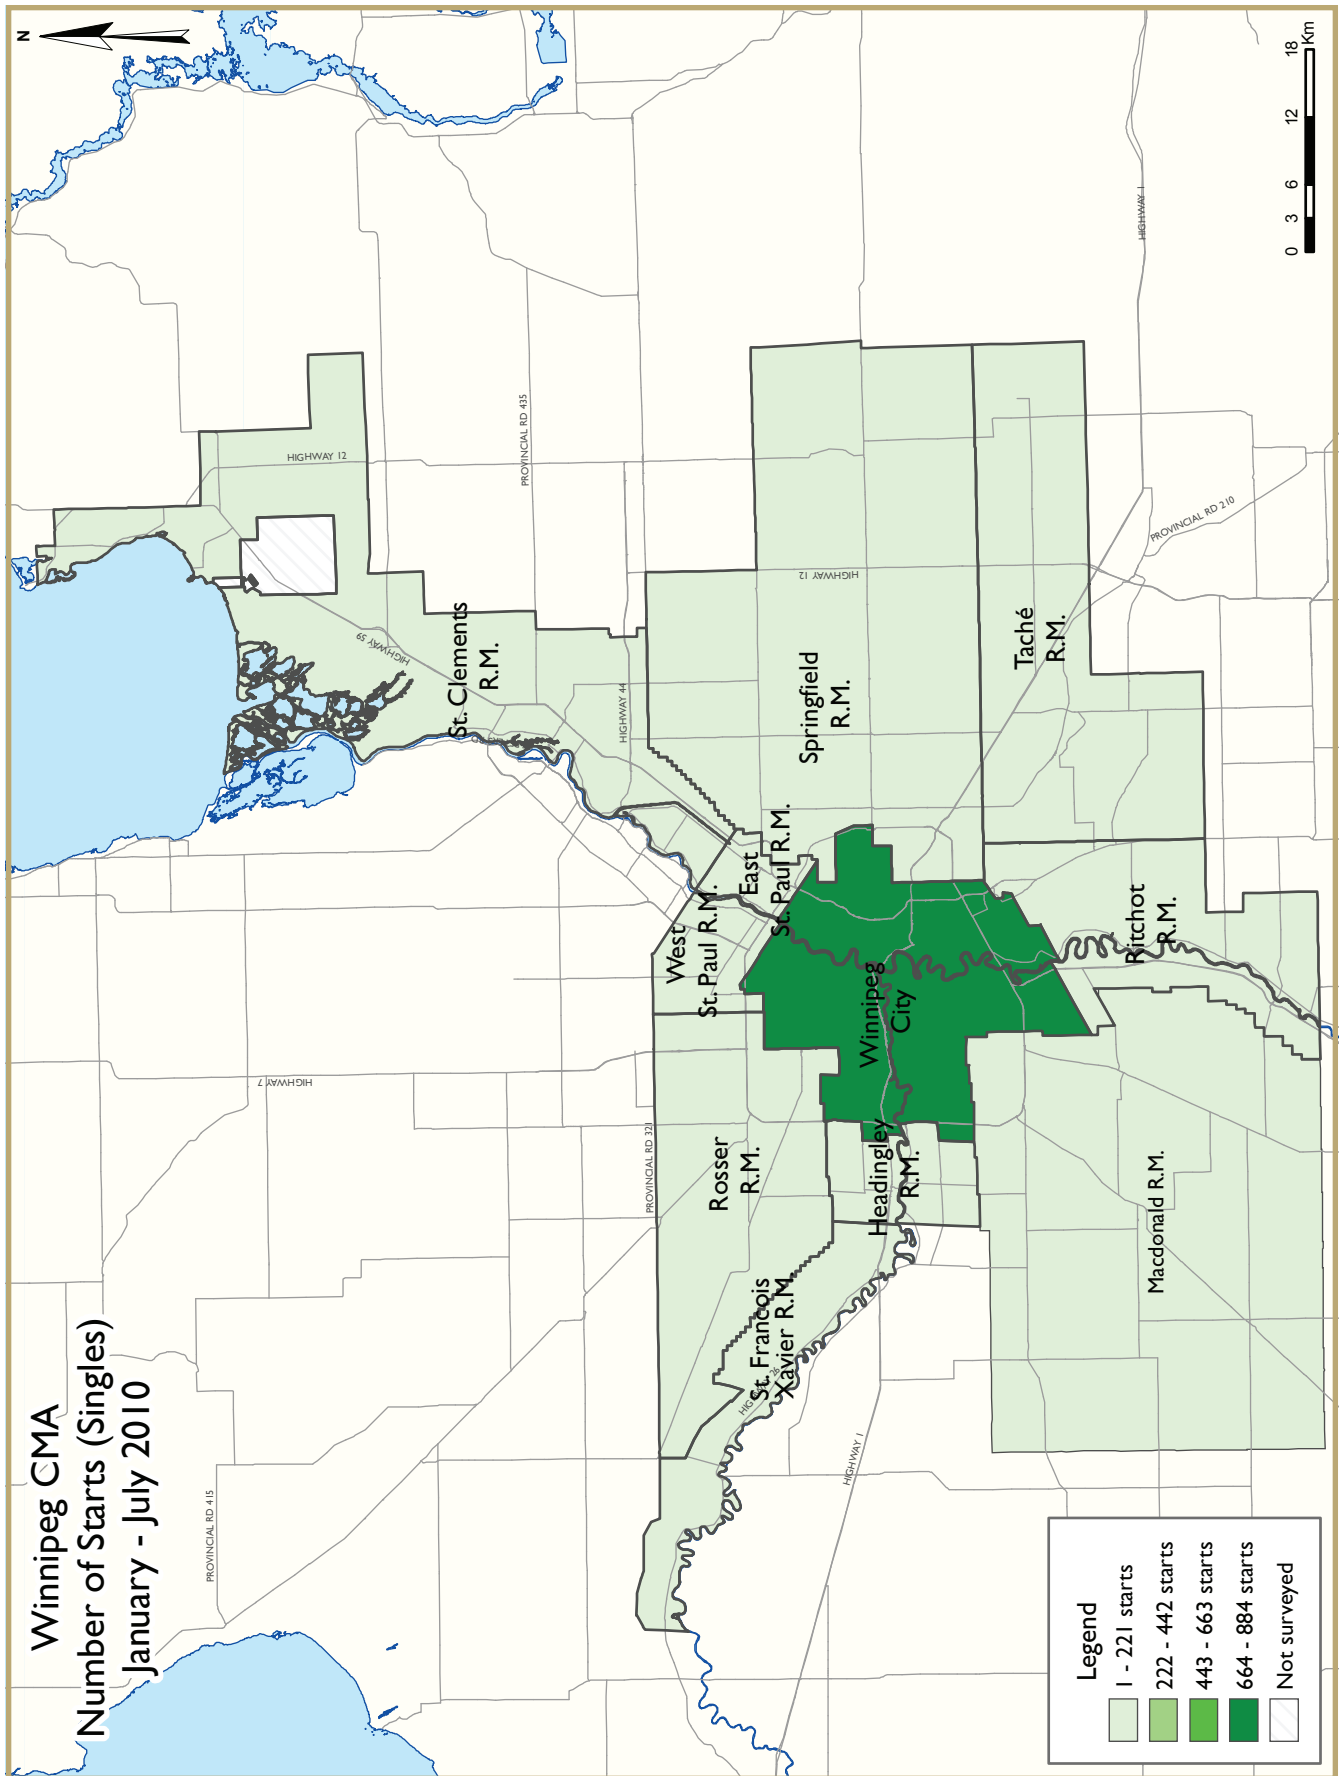 Winnipeg CMA
Number of Starts (Singles)
January - July 2010
N
PROVINCIAL RD 415
HIGHWAY 7
HIGHWAY 12
PROVINCIAL RD 435
HIGHWAY 59
St. Clements
R.M.
HIGHWAY 44
PROVINCIAL RD 321
West
St. Paul R.M.
East
St. Paul R.M.
Rosser
R.M.
St. Francois
Xavier R.M.
HIGHWAY 26
Springfield
R.M.
HIGHWAY 12
Winnipeg
City
Headingley
R.M.
HIGHWAY 1
Taché
R.M.
HIGHWAY 1
PROVINCIAL RD 210
Ritchot
R.M.
Macdonald R.M.
Legend
1 - 221 starts
222 - 442 starts
443 - 663 starts
664 - 884 starts
Not surveyed
0 3 6 12 18
Km